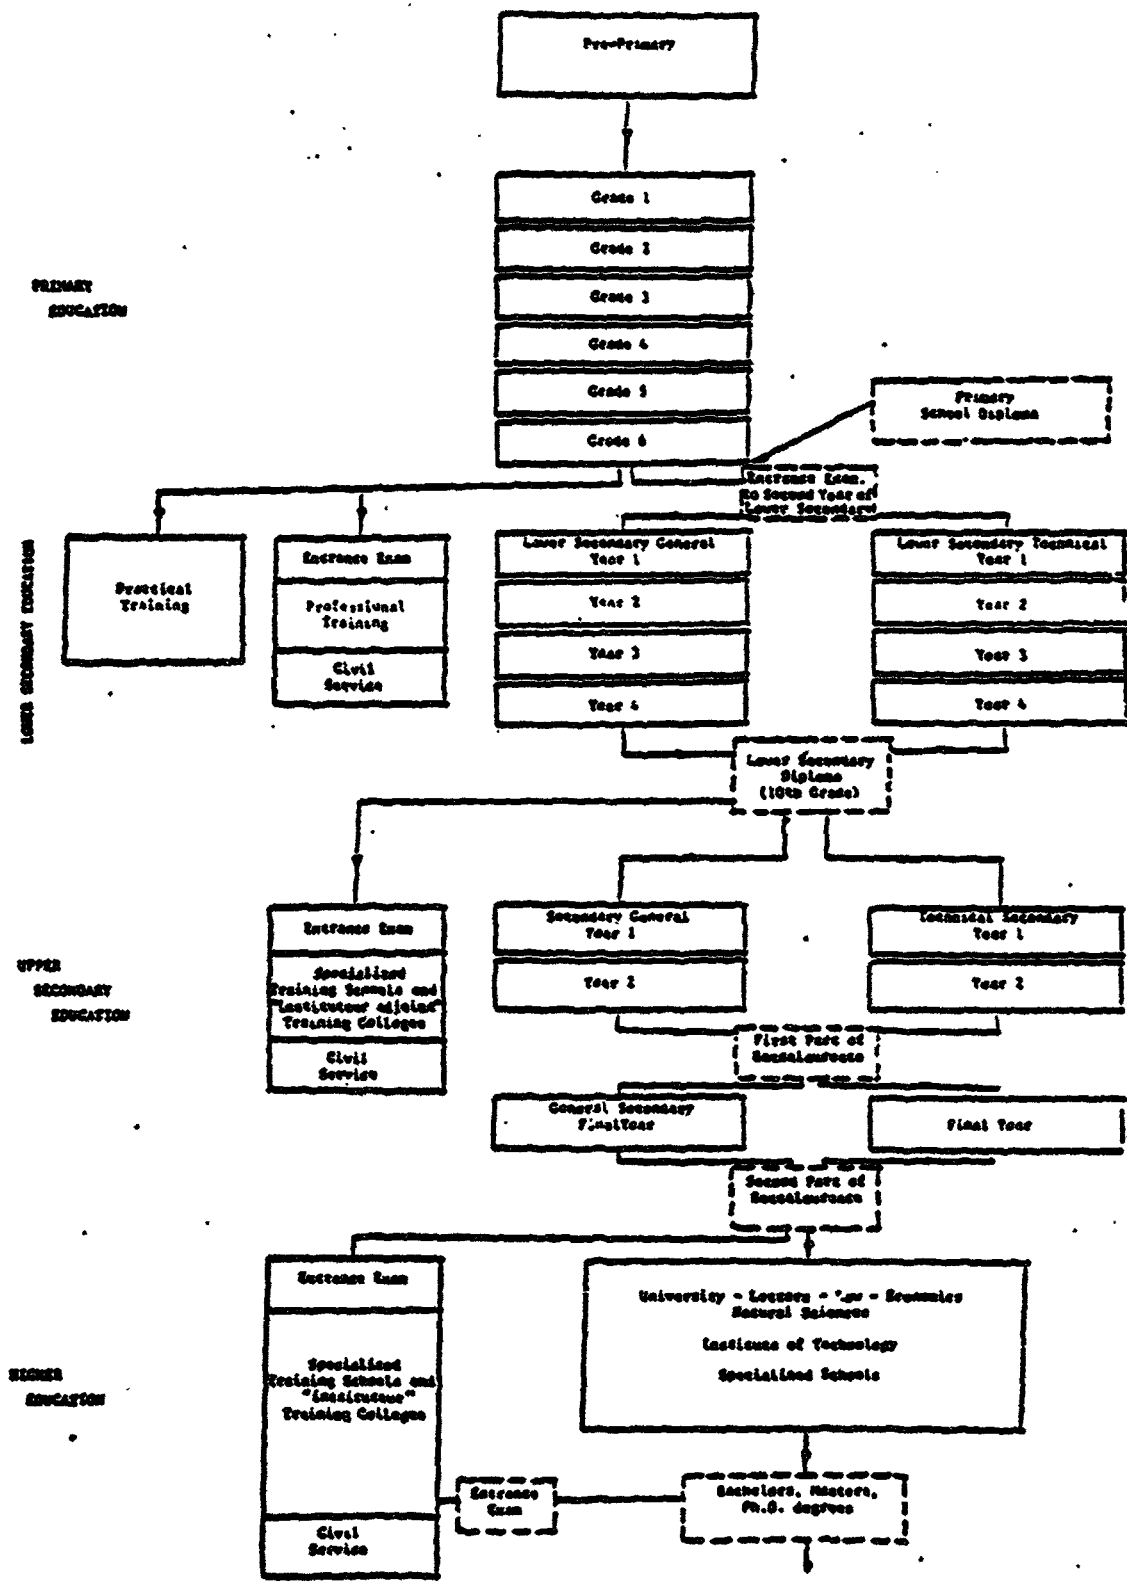 Pre-Primary
Grade 1
Grade 2
Grade 3
PRIMARY
EDUCATION
Grade 4
Grade 5
Primary
School Diploma
Grade 6
Entrance Exam.
to Second Year of
Lower Secondary
LOWER SECONDARY EDUCATION
Practical
Training
Entrance Exam
Professional
Training
Civil
Service
Lower Secondary General
Year 1
Year 2
Year 3
Year 4
Lower Secondary Technical
Year 1
Year 2
Year 3
Year 4
Lower Secondary
Diploma
(10th Grade)
UPPER
SECONDARY
EDUCATION
Entrance Exam
Specialized
Training Schools and
"Instituteur adjoint"
Training Colleges
Civil
Service
Secondary General
Year 1
Year 2
Technical Secondary
Year 1
Year 2
First Part of
Baccalaureate
General Secondary
Final Year
Final Year
Second Part of
Baccalaureate
HIGHER
EDUCATION
Entrance Exam
Specialized
Training Schools and
"instituteur"
Training Colleges
Civil
Service
University - Letters - Law - Economics
Natural Sciences
Institute of Technology
Specialized Schools
Entrance
Exam
Bachelors, Masters,
Ph.D. degrees